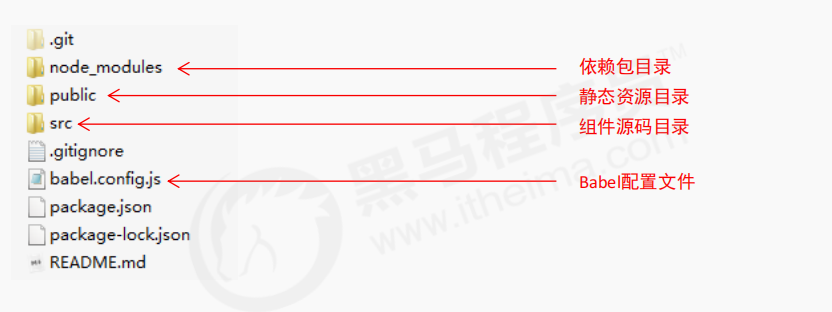 .git
node_modules 依赖包目录
public 静态资源目录
src 组件源码目录
.gitignore
babel.config.js Babel配置文件
package.json
package-lock.json
README.md
黑马程序员™
www.itheima.com